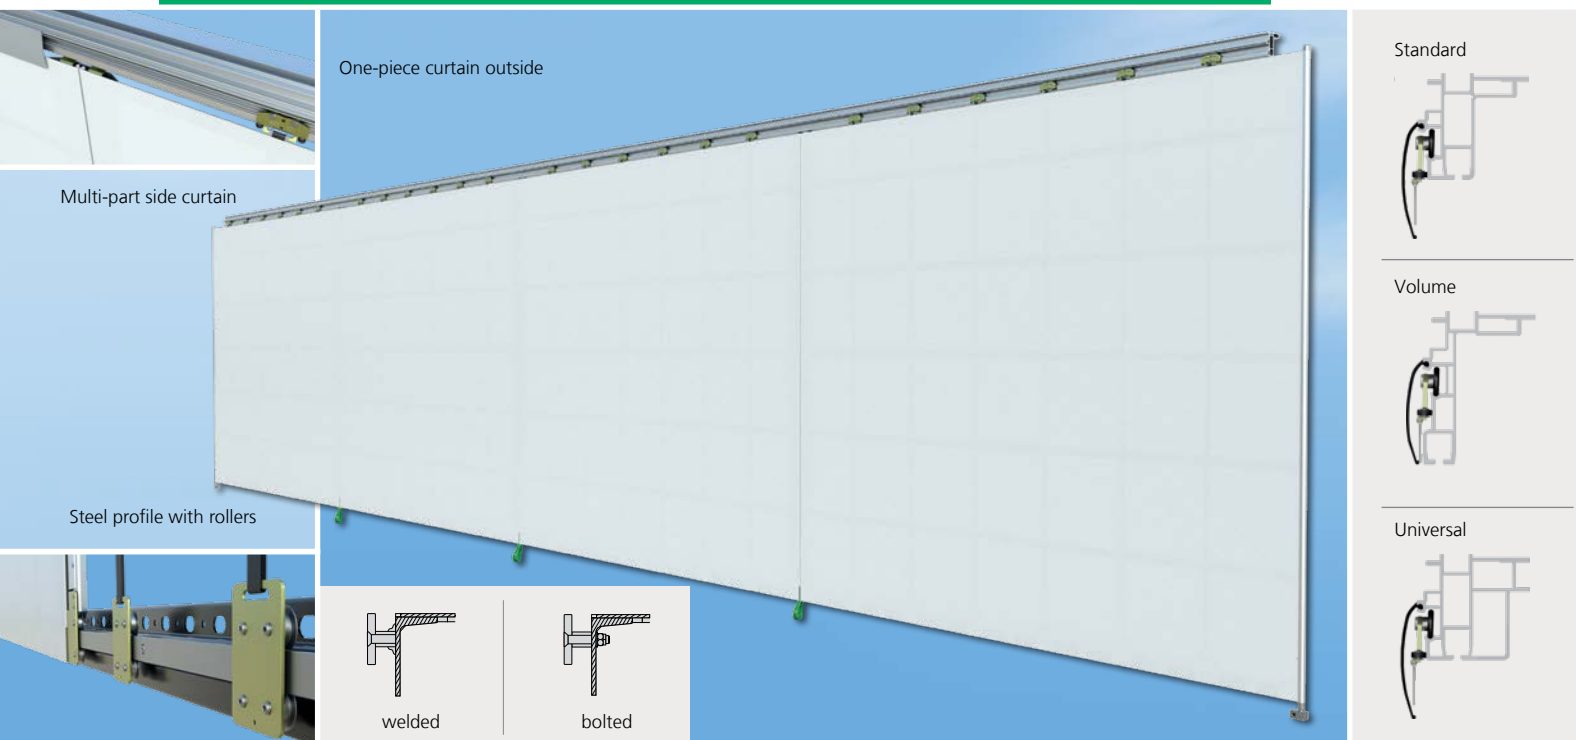 One-piece curtain outside
Multi-part side curtain
Steel profile with rollers
welded
bolted
Standard
Volume
Universal